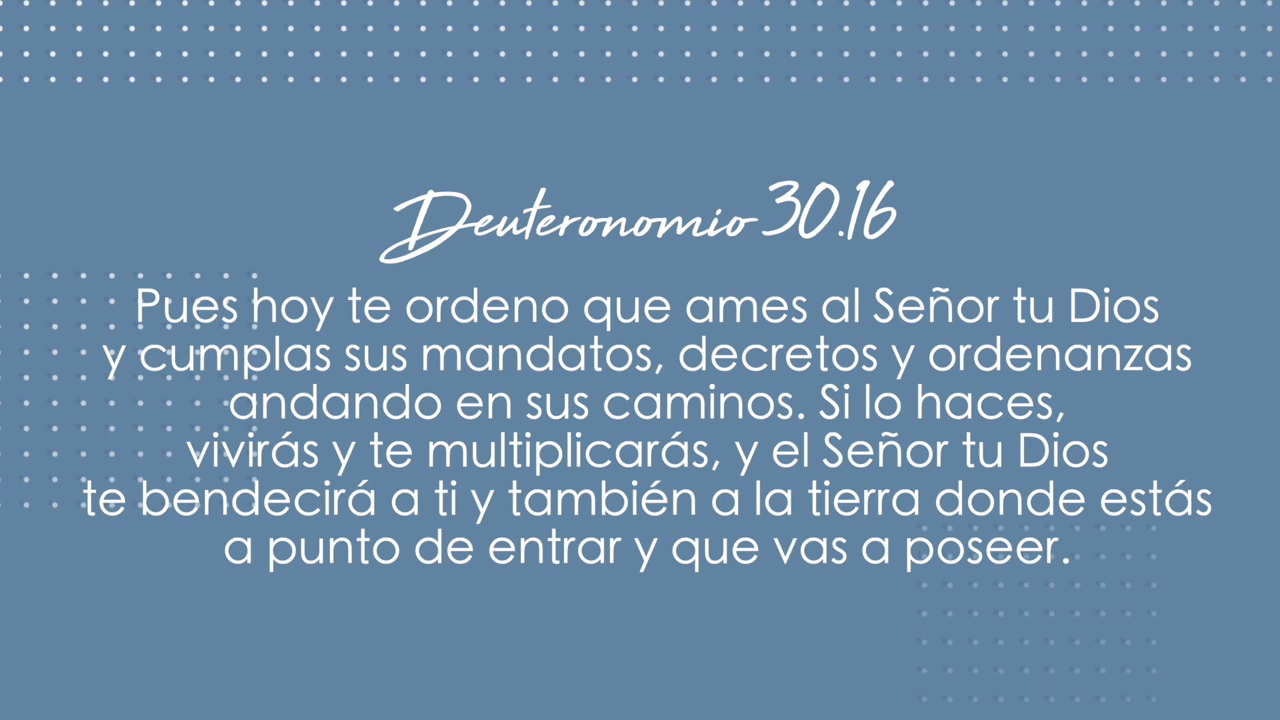 Deuteronomio 30.16
Pues hoy te ordeno que ames al Señor tu Dios
y cumplas sus mandatos, decretos y ordenanzas
andando en sus caminos. Si lo haces,
vivirás y te multiplicarás, y el Señor tu Dios
te bendecirá a ti y también a la tierra donde estás
a punto de entrar y que vas a poseer.